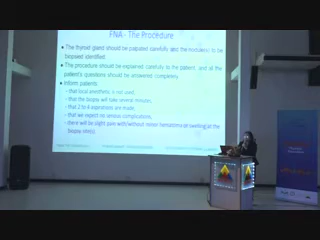 FNA - The Procedure
The thyroid gland should be palpated carefully and the nodule(s) to be
biopsied identified
The procedure should be explained carefully to the patient, and all the
patient's questions should be answered completely
Inform patients
- that local anesthetic is not used,
- that the biopsy will take several minutes,
- that 2 to 4 aspirations are made
- that we expect no serious complications,
- there will be slight pain with/without minor hematoma or swelling at the
biopsy site(s)